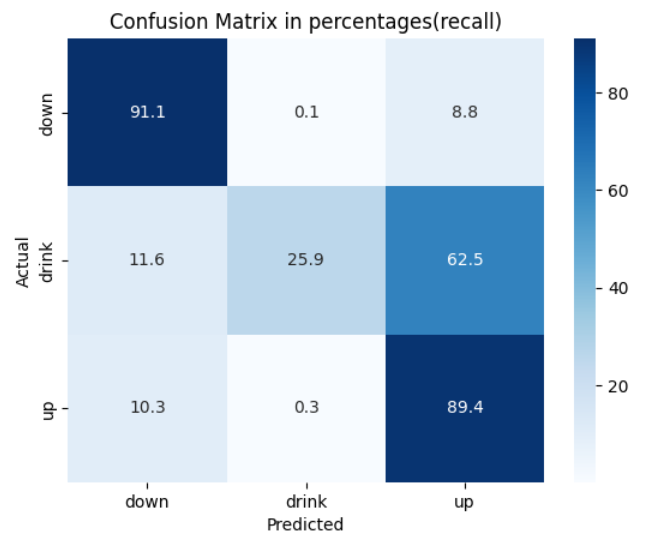 Confusion Matrix in percentages(recall)
down 91.1 0.1 8.8 80
drink 11.6 25.9 62.5 60
up 10.3 0.3 89.4 40
20
Actual
down drink up
Predicted